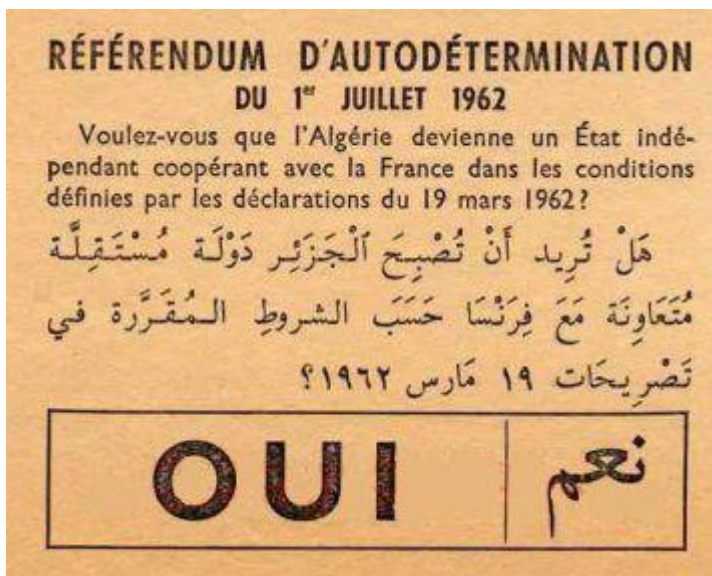 RÉFÉRENDUM D'AUTODÉTERMINATION
DU 1er JUILLET 1962
Voulez-vous que l'Algérie devienne un État indé-
pendant coopérant avec la France dans les conditions
définies par les déclarations du 19 mars 1962?
هَلْ تُرِيد أَنْ تُصْبِحَ ٱلْجَزَئِر دَوْلَة مُسْتَقِلَّة
مُتَعَاوِنَة مَعَ فِرَنْسَا حَسَبَ الشروطِ المُقَرَّرة في
تَصْرِيحَات ١٩ مَارس ١٩٦٢؟
OUI نعم